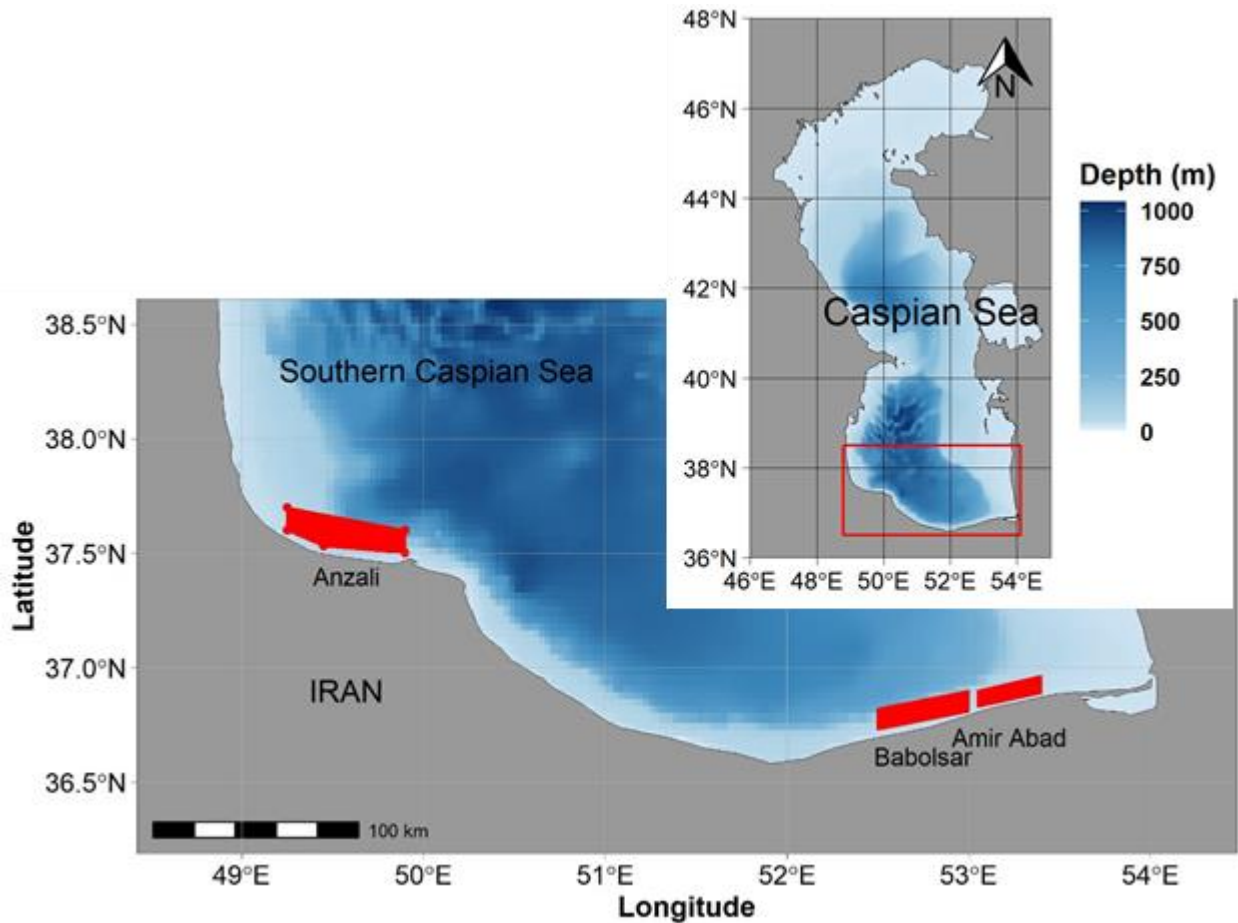 48°N
46°N
44°N
42°N
40°N
38°N
36°N
46°E 48°E 50°E 52°E 54°E
N
Caspian Sea
Depth (m)
1000
750
500
250
0
38.5°N
38.0°N
37.5°N
37.0°N
36.5°N
Latitude
Southern Caspian Sea
Anzali
IRAN
Babolsar
Amir Abad
100 km
49°E 50°E 51°E 52°E 53°E 54°E
Longitude